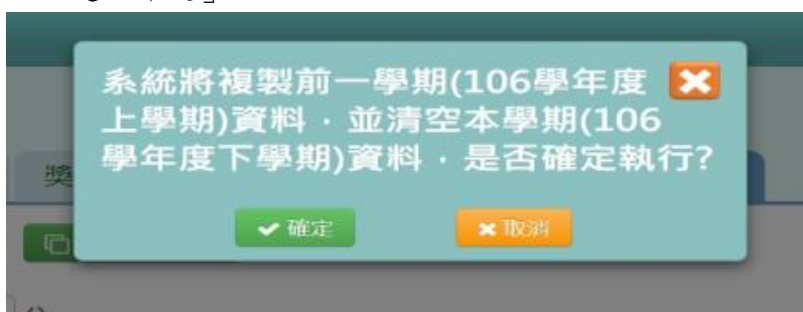 系統將複製前一學期(106學年度
上學期)資料，並清空本學期(106
學年度下學期)資料，是否確定執行?
獎
確定
取消